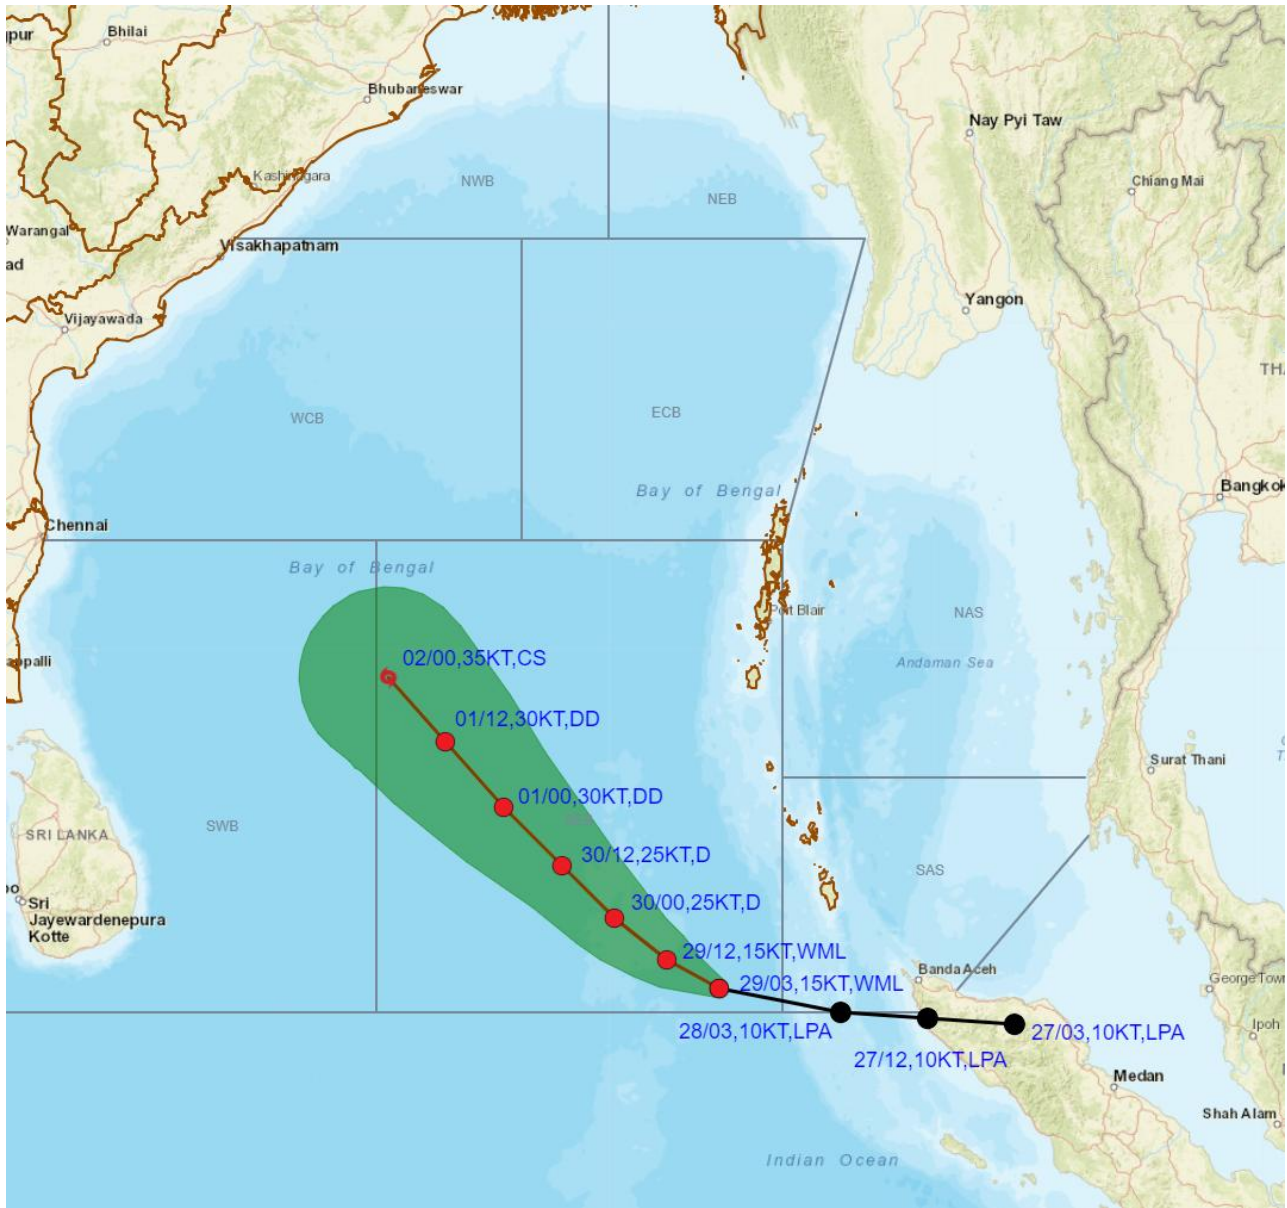 pur
Bhilai
Bhubaneswar
Nay Pyi Taw
Kashinagara
NWB
NEB
Chiang Mai
Warangal
ad
Visakhapatnam
Yangon
Vijayawada
THA
WCB
ECB
Bay of Bengal
Bangkok
Chennai
Bay of Bengal
Port Blair
NAS
appalli
02/00,35KT,CS
Andaman Sea
01/12,30KT,DD
Surat Thani
01/00,30KT,DD
SWB
SRI LANKA
30/12,25KT,D
SAS
Sri
Jayewardenepura
Kotte
30/00,25KT,D
29/12,15KT,WML
Banda Aceh
29/03,15KT,WML
George Town
28/03,10KT,LPA
27/03,10KT,LPA
Ipoh
27/12,10KT,LPA
Medan
Shah Alam
Indian Ocean